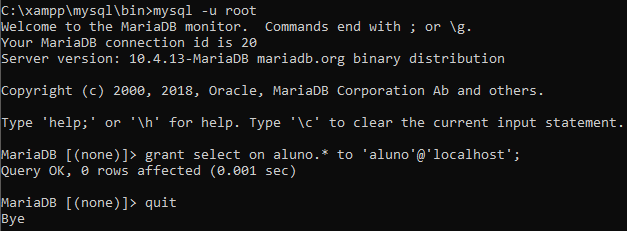 C:\xampp\mysql\bin>mysql -u root
Welcome to the MariaDB monitor.  Commands end with ; or \g.
Your MariaDB connection id is 20
Server version: 10.4.13-MariaDB mariadb.org binary distribution
Copyright (c) 2000, 2018, Oracle, MariaDB Corporation Ab and others.
Type 'help;' or '\h' for help. Type '\c' to clear the current input statement.
MariaDB [(none)]> grant select on aluno.* to 'aluno'@'localhost';
Query OK, 0 rows affected (0.001 sec)
MariaDB [(none)]> quit
Bye